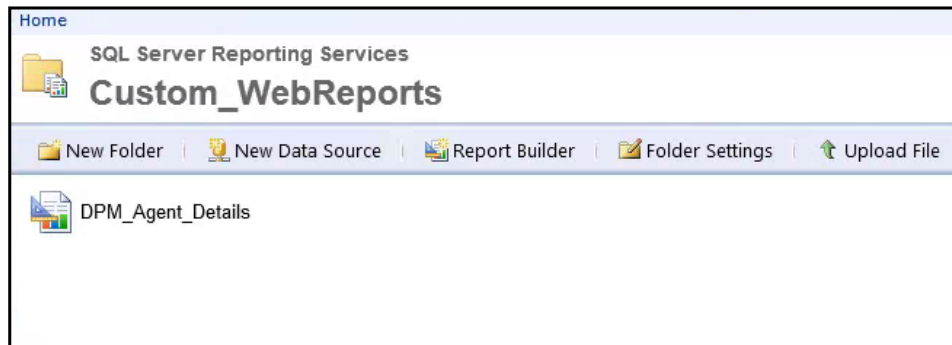 Home
SQL Server Reporting Services
Custom_WebReports
New Folder New Data Source Report Builder Folder Settings Upload File
DPM_Agent_Details